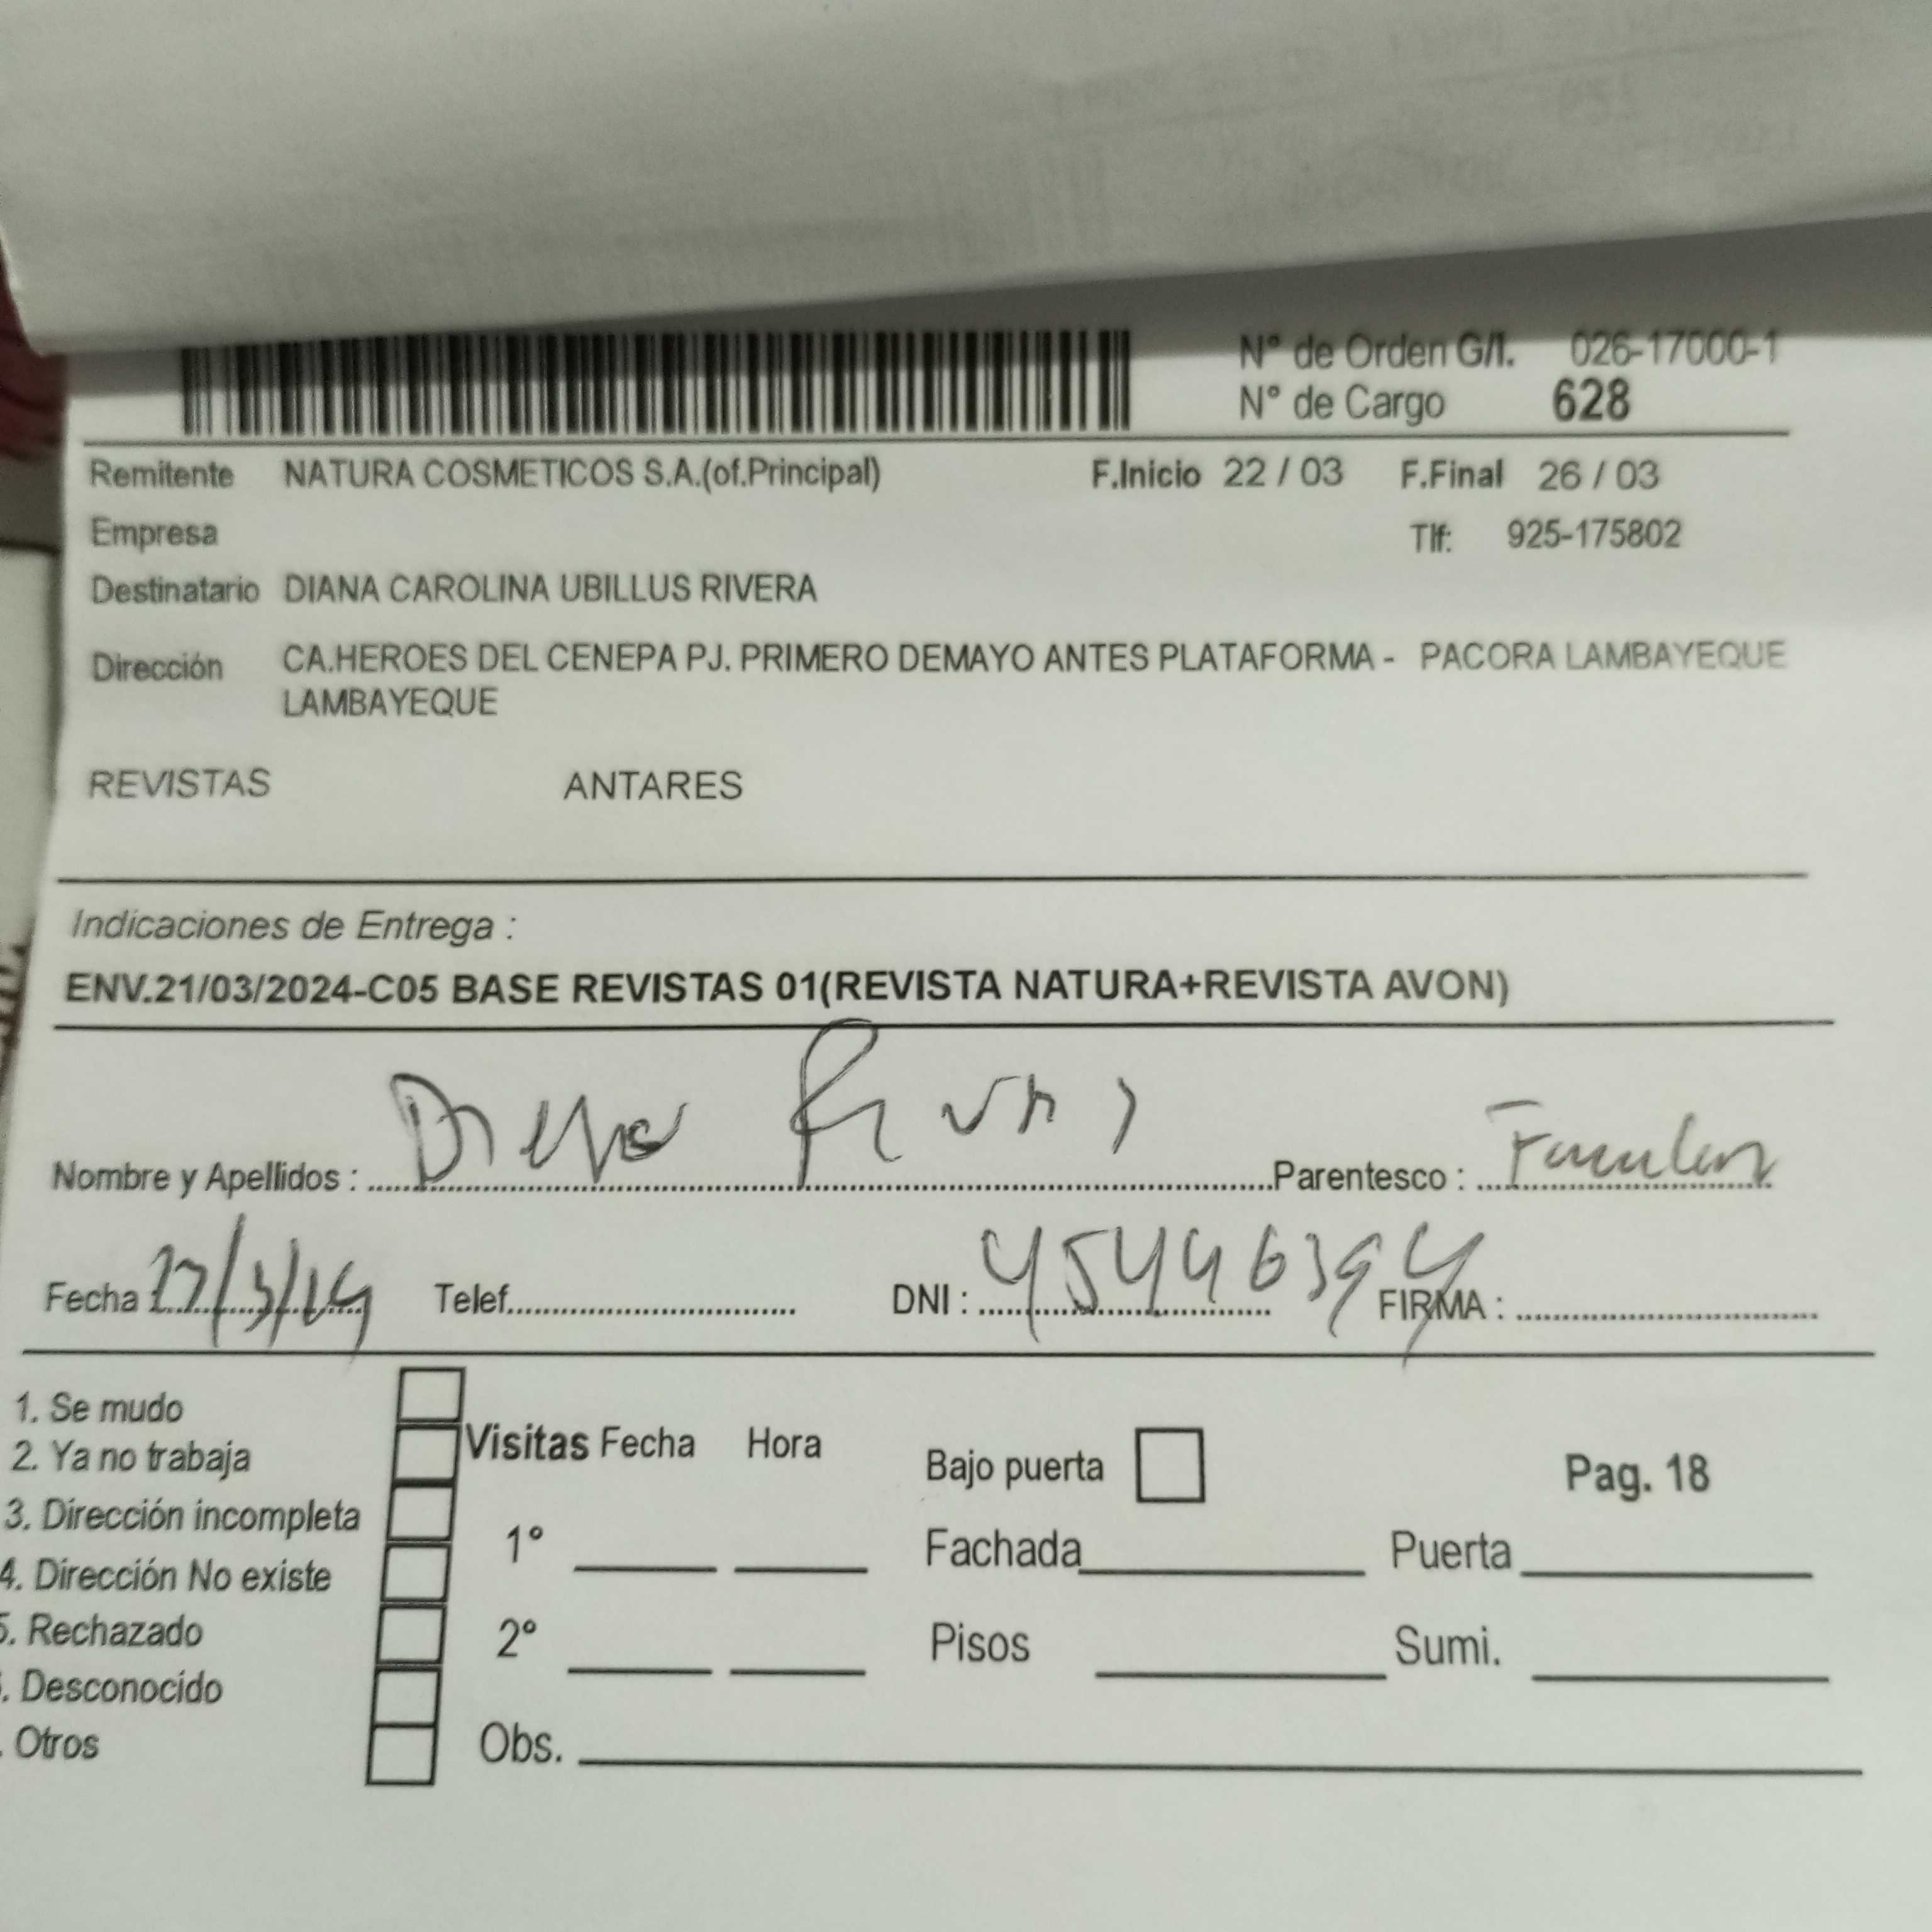 Nº de Orden G/I. 026-17000-1
Nº de Cargo 628
Remitente NATURA COSMETICOS S.A.(of.Principal) F.Inicio 22 / 03 F.Final 26 / 03
Empresa Tlf: 925-175802
Destinatario DIANA CAROLINA UBILLUS RIVERA
Dirección CA.HEROES DEL CENEPA PJ. PRIMERO DEMAYO ANTES PLATAFORMA - PACORA LAMBAYEQUE
LAMBAYEQUE
REVISTAS ANTARES
Indicaciones de Entrega :
ENV.21/03/2024-C05 BASE REVISTAS 01(REVISTA NATURA+REVISTA AVON)
Nombre y Apellidos : Parentesco :
Fecha Telef. DNI : 45446394 FIRMA :
1. Se mudo
2. Ya no trabaja
3. Dirección incompleta
4. Dirección No existe
5. Rechazado
. Desconocido
. Otros
Visitas Fecha Hora
1º
2º
Obs.
Bajo puerta Pag. 18
Fachada Puerta
Pisos Sumi.